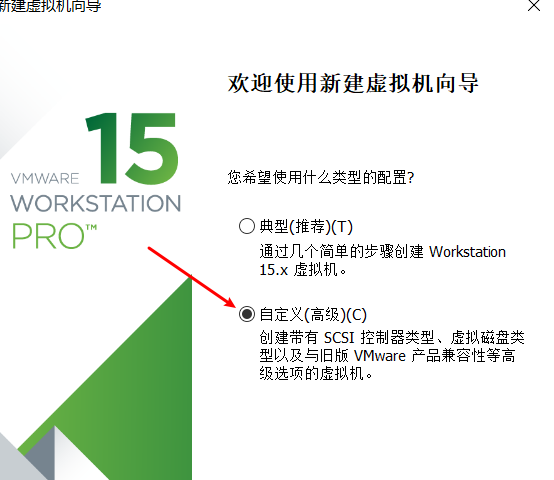 新建虚拟机向导
欢迎使用新建虚拟机向导
15
VMWARE
WORKSTATION
PRO™
您希望使用什么类型的配置?
典型(推荐)(T)
通过几个简单的步骤创建 Workstation
15.x 虚拟机。
自定义(高级)(C)
创建带有 SCSI 控制器类型、虚拟磁盘类
型以及与旧版 VMware 产品兼容性等高
级选项的虚拟机。